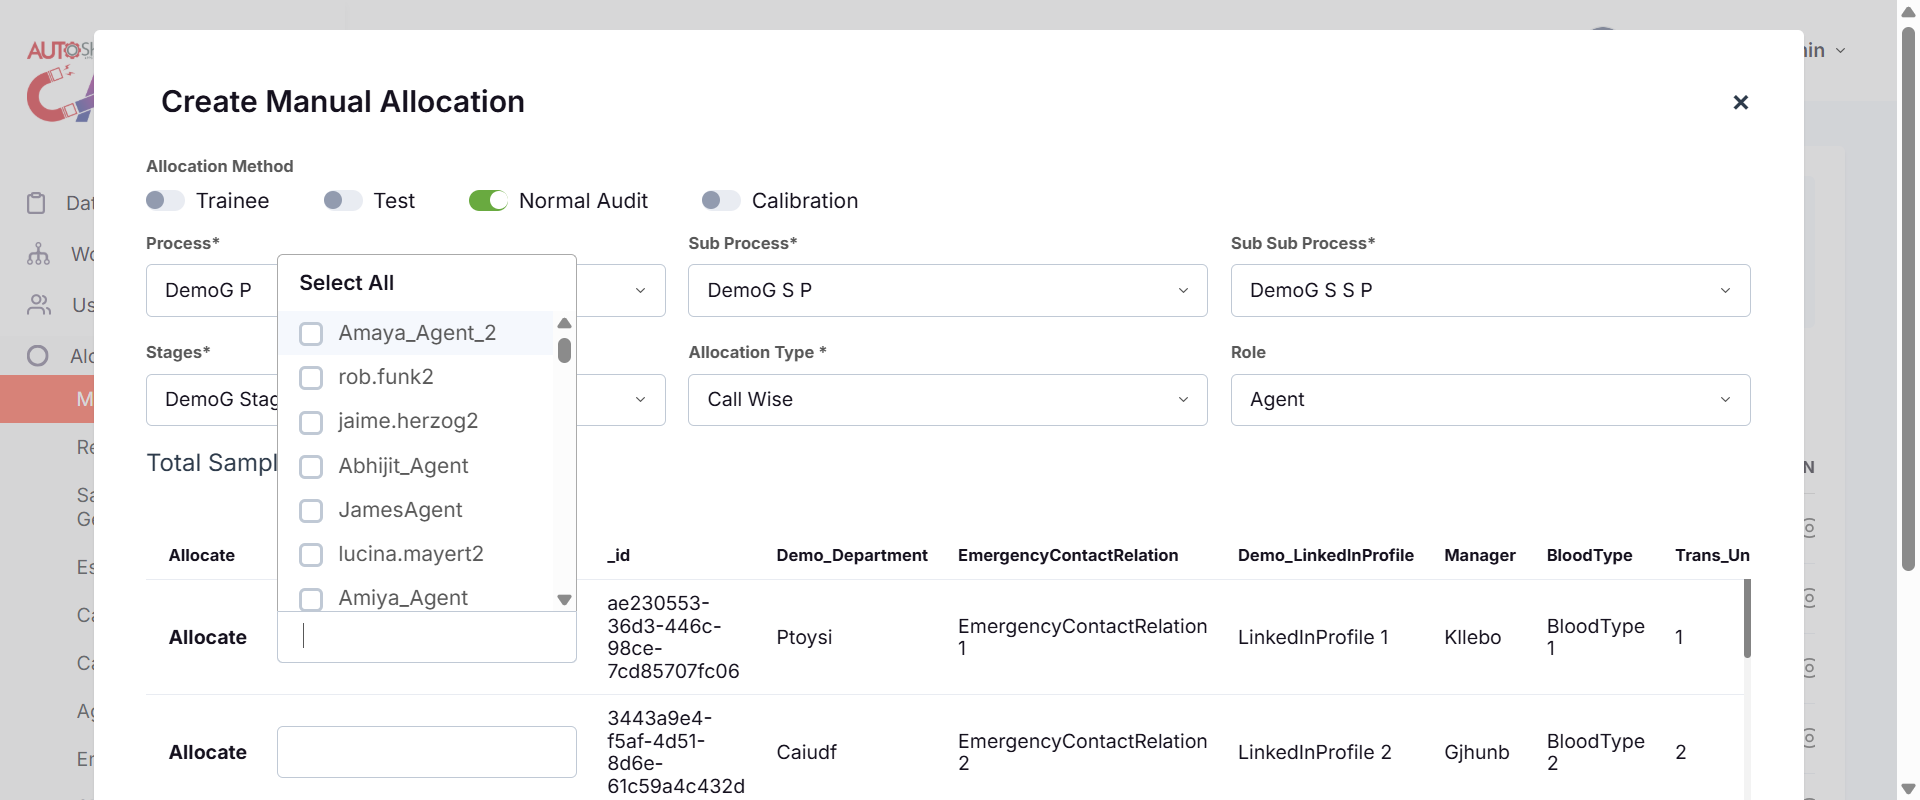 AUTO
Create Manual Allocation
Allocation Method
Trainee
Test
Normal Audit
Calibration
Process*
Sub Process*
Sub Sub Process*
DemoG P
DemoG S P
DemoG S S P
Select All
Amaya_Agent_2
rob.funk2
jaime.herzog2
Abhijit_Agent
JamesAgent
lucina.mayert2
Amiya_Agent
Stages*
Allocation Type *
Role
DemoG Stag
Call Wise
Agent
Total Sampl
Allocate
_id
Demo_Department
EmergencyContactRelation
Demo_LinkedInProfile
Manager
BloodType
Trans_Un
Allocate
ae230553-
36d3-446c-
98ce-
7cd85707fc06
Ptoysi
EmergencyContactRelation
1
LinkedInProfile 1
Kllebo
BloodType
1
1
Allocate
3443a9e4-
f5af-4d51-
8d6e-
61c59a4c432d
Caiudf
EmergencyContactRelation
2
LinkedInProfile 2
Gjhunb
BloodType
2
2